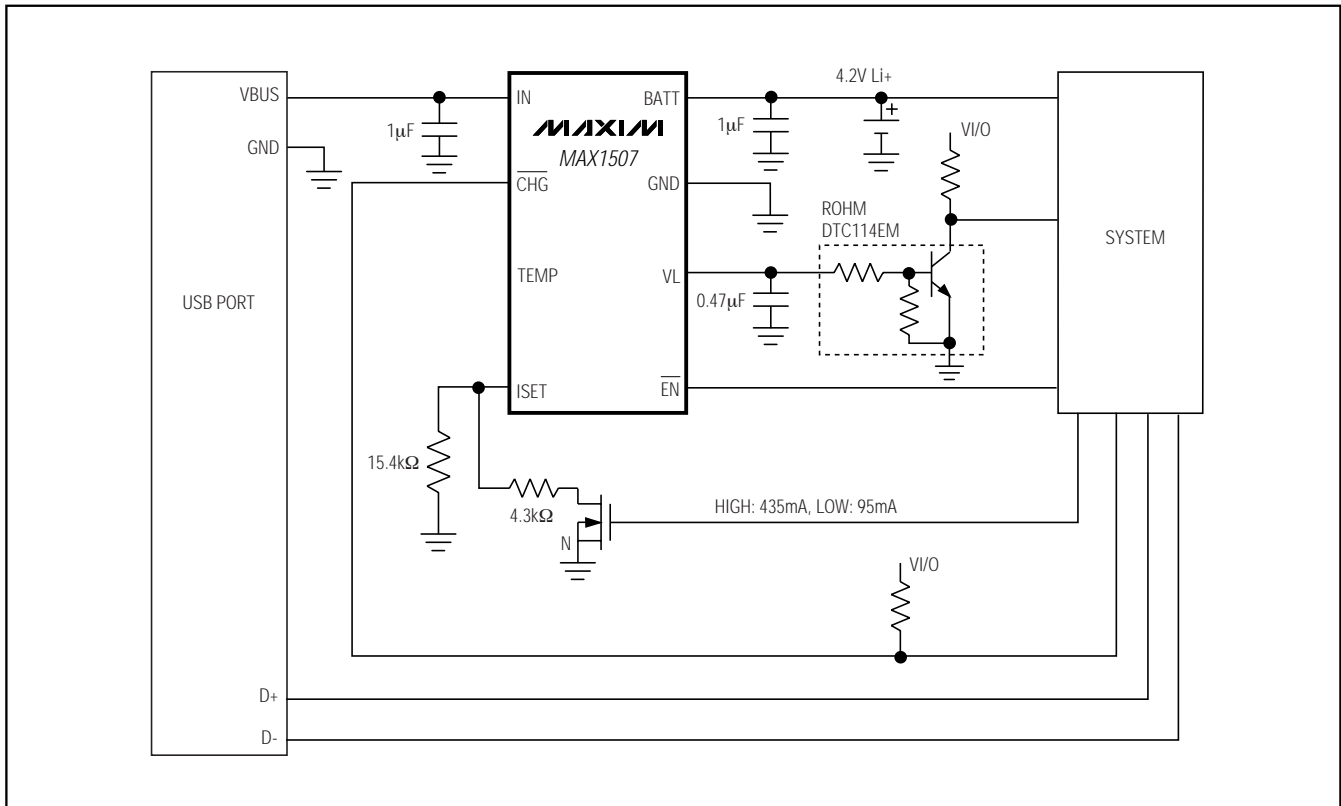 VBUS
GND
USB PORT
D+
D-
1μF
IN
BATT
MAXIM
MAX1507
CHG
GND
TEMP
VL
ISET
EN
1μF
4.2V Li+
+
VI/O
ROHM
DTC114EM
0.47μF
SYSTEM
15.4kΩ
4.3kΩ
N
HIGH: 435mA, LOW: 95mA
VI/O